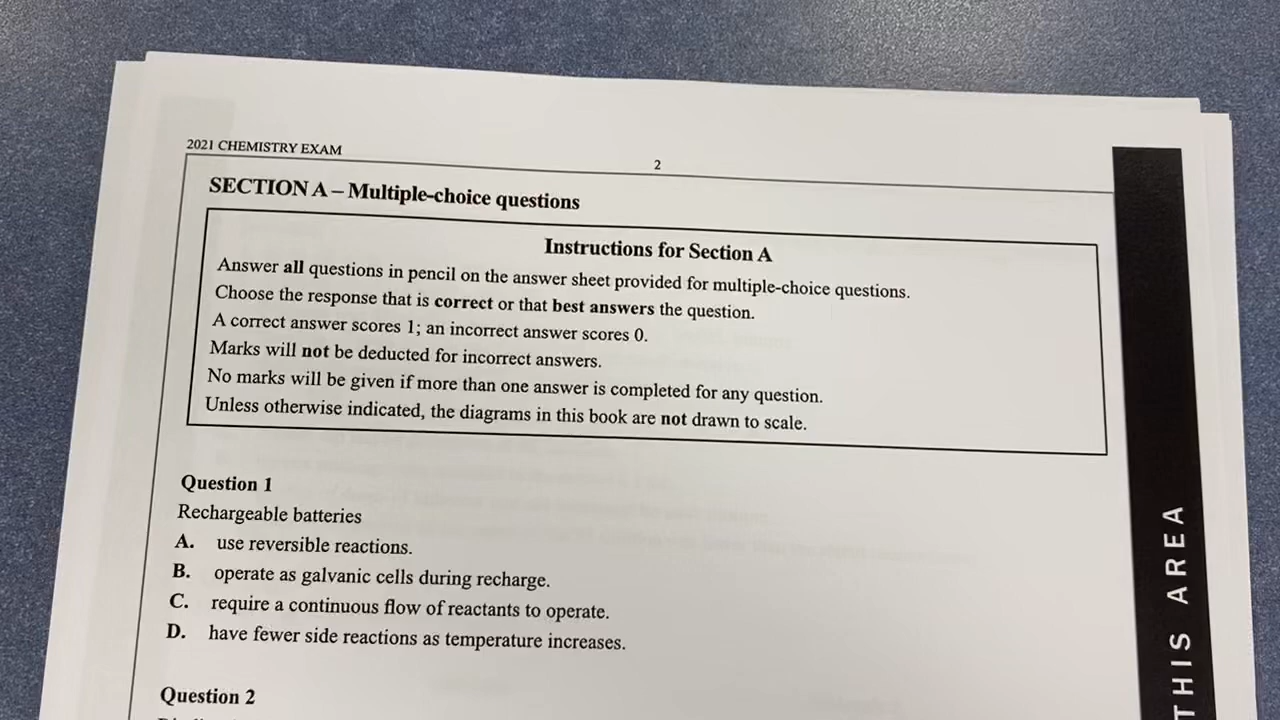 2021 CHEMISTRY EXAM
2
SECTION A – Multiple-choice questions
Instructions for Section A
Answer all questions in pencil on the answer sheet provided for multiple-choice questions.
Choose the response that is correct or that best answers the question.
A correct answer scores 1; an incorrect answer scores 0.
Marks will not be deducted for incorrect answers.
No marks will be given if more than one answer is completed for any question.
Unless otherwise indicated, the diagrams in this book are not drawn to scale.
Question 1
Rechargeable batteries
A. use reversible reactions.
B. operate as galvanic cells during recharge.
C. require a continuous flow of reactants to operate.
D. have fewer side reactions as temperature increases.
Question 2
THIS AREA